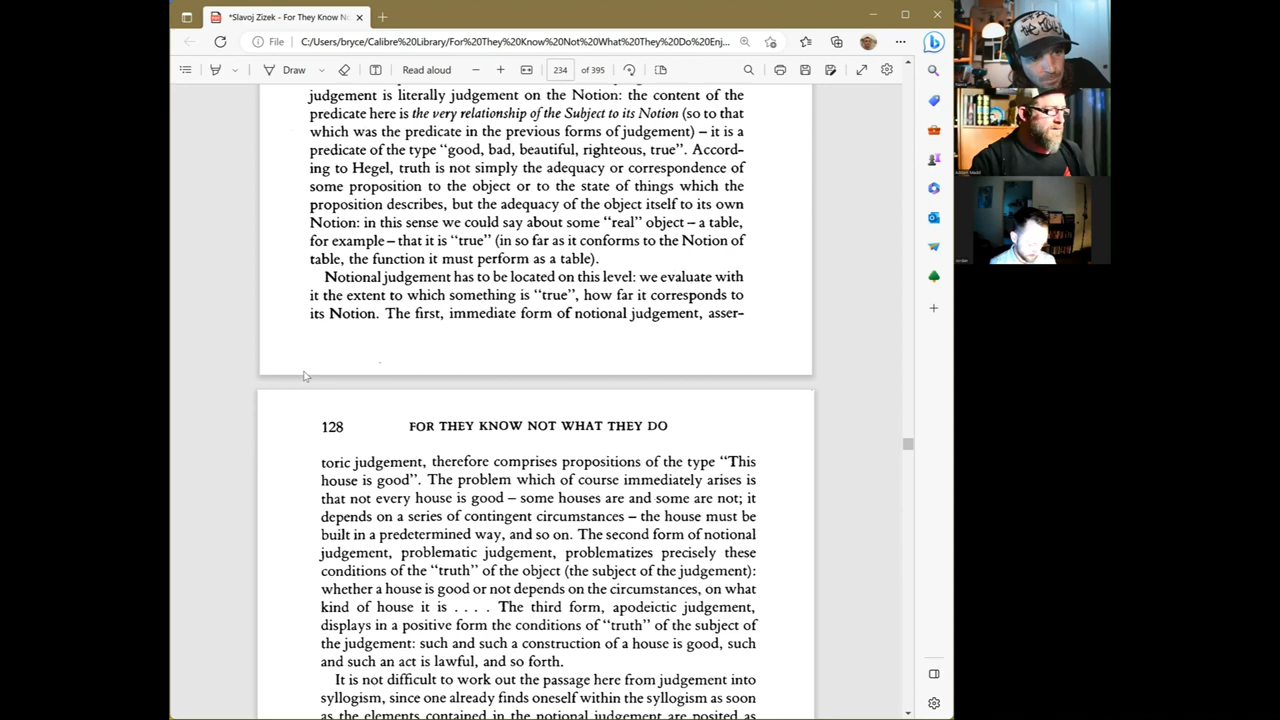 *Slavoj Zizek - For They Know No
File
C:/Users/bryce/Calibre%20Library/For%20They%20Know%20Not%20What%20They%20Do%20Enj...
Draw
Read aloud
234
of 395
judgement is literally judgement on the Notion: the content of the
predicate here is the very relationship of the Subject to its Notion (so to that
which was the predicate in the previous forms of judgement) – it is a
predicate of the type “good, bad, beautiful, righteous, true”. Accord-
ing to Hegel, truth is not simply the adequacy or correspondence of
some proposition to the object or to the state of things which the
proposition describes, but the adequacy of the object itself to its own
Notion: in this sense we could say about some “real” object – a table,
for example – that it is “true” (in so far as it conforms to the Notion of
table, the function it must perform as a table).
Notional judgement has to be located on this level: we evaluate with
it the extent to which something is “true”, how far it corresponds to
its Notion. The first, immediate form of notional judgement, asser-
128
FOR THEY KNOW NOT WHAT THEY DO
toric judgement, therefore comprises propositions of the type “This
house is good”. The problem which of course immediately arises is
that not every house is good – some houses are and some are not; it
depends on a series of contingent circumstances – the house must be
built in a predetermined way, and so on. The second form of notional
judgement, problematic judgement, problematizes precisely these
conditions of the “truth” of the object (the subject of the judgement):
whether a house is good or not depends on the circumstances, on what
kind of house it is . . . . The third form, apodeictic judgement,
displays in a positive form the conditions of “truth” of the subject of
the judgement: such and such a construction of a house is good, such
and such an act is lawful, and so forth.
It is not difficult to work out the passage here from judgement into
syllogism, since one already finds oneself within the syllogism as soon
as the elements contained in the notional judgement are posited as